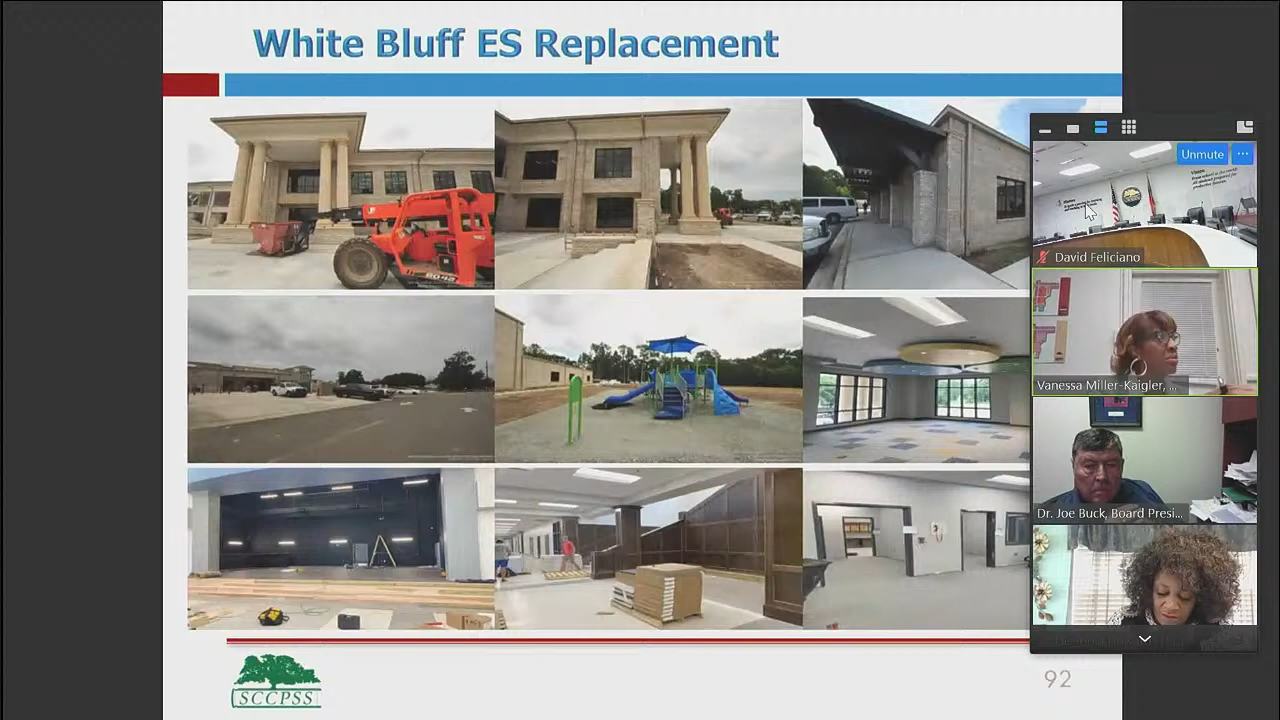 White Bluff ES Replacement
Unmute
David Feliciano
Vanessa Miller-Kaigler, ...
Dr. Joe Buck, Board Presi...
SCCPSS
92